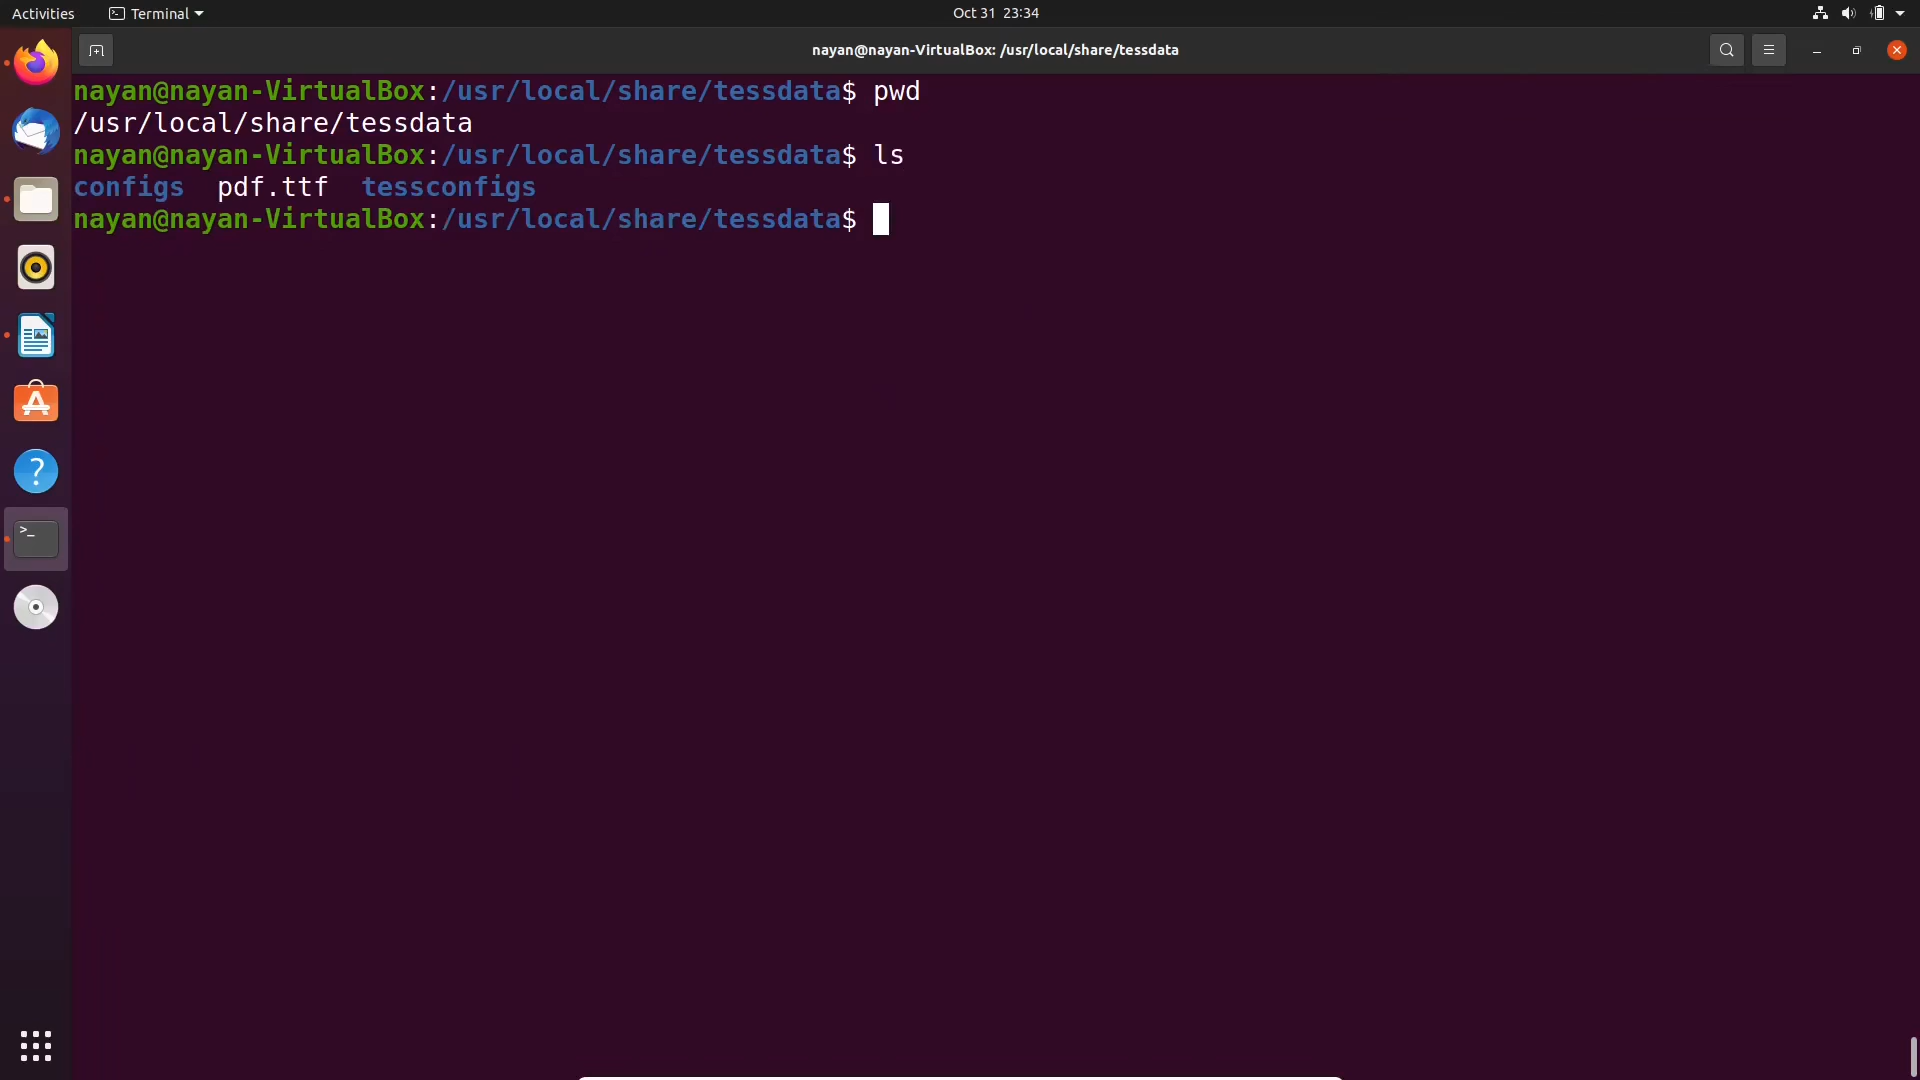 Activities Terminal Oct 31 23:34
nayan@nayan-VirtualBox: /usr/local/share/tessdata
nayan@nayan-VirtualBox:/usr/local/share/tessdata$ pwd
/usr/local/share/tessdata
nayan@nayan-VirtualBox:/usr/local/share/tessdata$ ls
configs pdf.ttf tessconfigs
nayan@nayan-VirtualBox:/usr/local/share/tessdata$